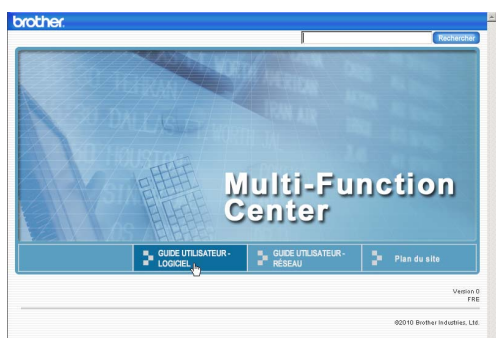 brother.
Rechercher
Multi-Function
Center
GUIDE UTILISATEUR -
LOGICIEL
GUIDE UTILISATEUR -
RÉSEAU
Plan du site
Version 0
FRE
©2010 Brother Industries, Ltd.